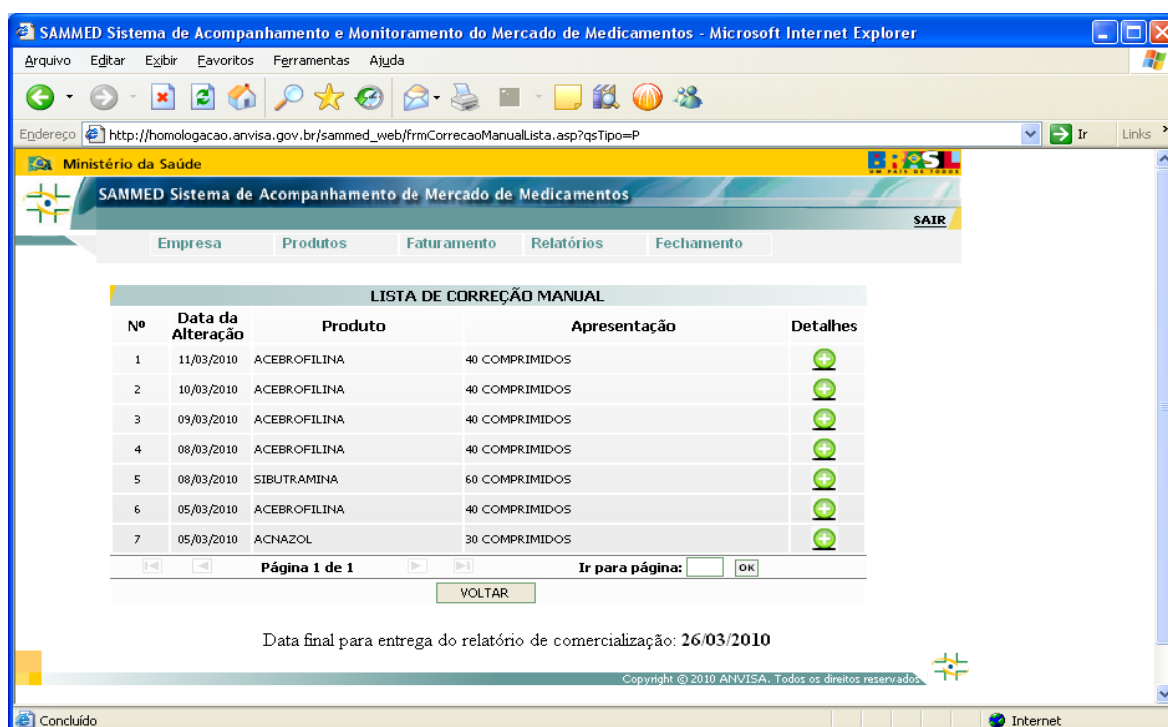 SAMMED Sistema de Acompanhamento e Monitoramento do Mercado de Medicamentos - Microsoft Internet Explorer
Arquivo Editar Exibir Favoritos Ferramentas Ajuda
Endereço http://homologacao.anvisa.gov.br/sammed_web/frmCorrecaoManualLista.asp?qsTipo=P Ir Links
Ministério da Saúde BRASIL
UM PAÍS DE TODOS
SAMMED Sistema de Acompanhamento de Mercado de Medicamentos
SAIR
Empresa Produtos Faturamento Relatórios Fechamento
LISTA DE CORREÇÃO MANUAL
Nº Data da Alteração Produto Apresentação Detalhes
1 11/03/2010 ACEBROFILINA 40 COMPRIMIDOS
2 10/03/2010 ACEBROFILINA 40 COMPRIMIDOS
3 09/03/2010 ACEBROFILINA 40 COMPRIMIDOS
4 08/03/2010 ACEBROFILINA 40 COMPRIMIDOS
5 08/03/2010 SIBUTRAMINA 60 COMPRIMIDOS
6 05/03/2010 ACEBROFILINA 40 COMPRIMIDOS
7 05/03/2010 ACNAZOL 30 COMPRIMIDOS
Página 1 de 1 Ir para página: OK
VOLTAR
Data final para entrega do relatório de comercialização: 26/03/2010
Copyright © 2010 ANVISA. Todos os direitos reservados
Concluído Internet